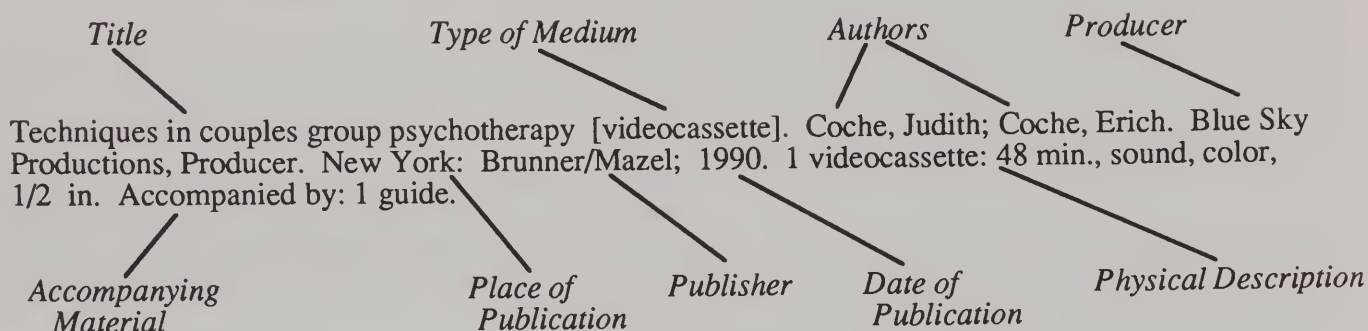 Title Type of Medium Authors Producer
Techniques in couples group psychotherapy [videocassette]. Coche, Judith; Coche, Erich. Blue Sky
Productions, Producer. New York: Brunner/Mazel; 1990. 1 videocassette: 48 min., sound, color,
1/2 in. Accompanied by: 1 guide.
Accompanying
Material
Place of
Publication
Publisher
Date of
Publication
Physical Description